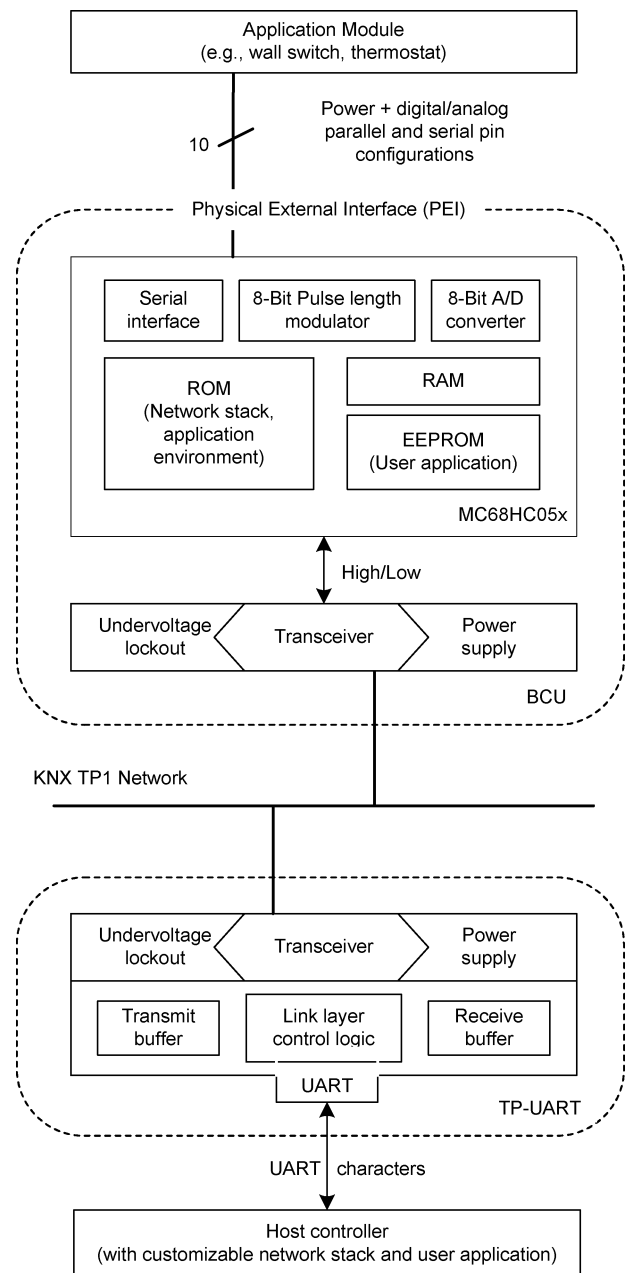 Application Module
(e.g., wall switch, thermostat)
10
Power + digital/analog
parallel and serial pin
configurations
Physical External Interface (PEI)
Serial
interface
8-Bit Pulse length
modulator
8-Bit A/D
converter
ROM
(Network stack,
application
environment)
RAM
EEPROM
(User application)
MC68HC05x
High/Low
Undervoltage
lockout
Transceiver
Power
supply
BCU
KNX TP1 Network
Undervoltage
lockout
Transceiver
Power
supply
Transmit
buffer
Link layer
control logic
Receive
buffer
UART
TP-UART
UART characters
Host controller
(with customizable network stack and user application)